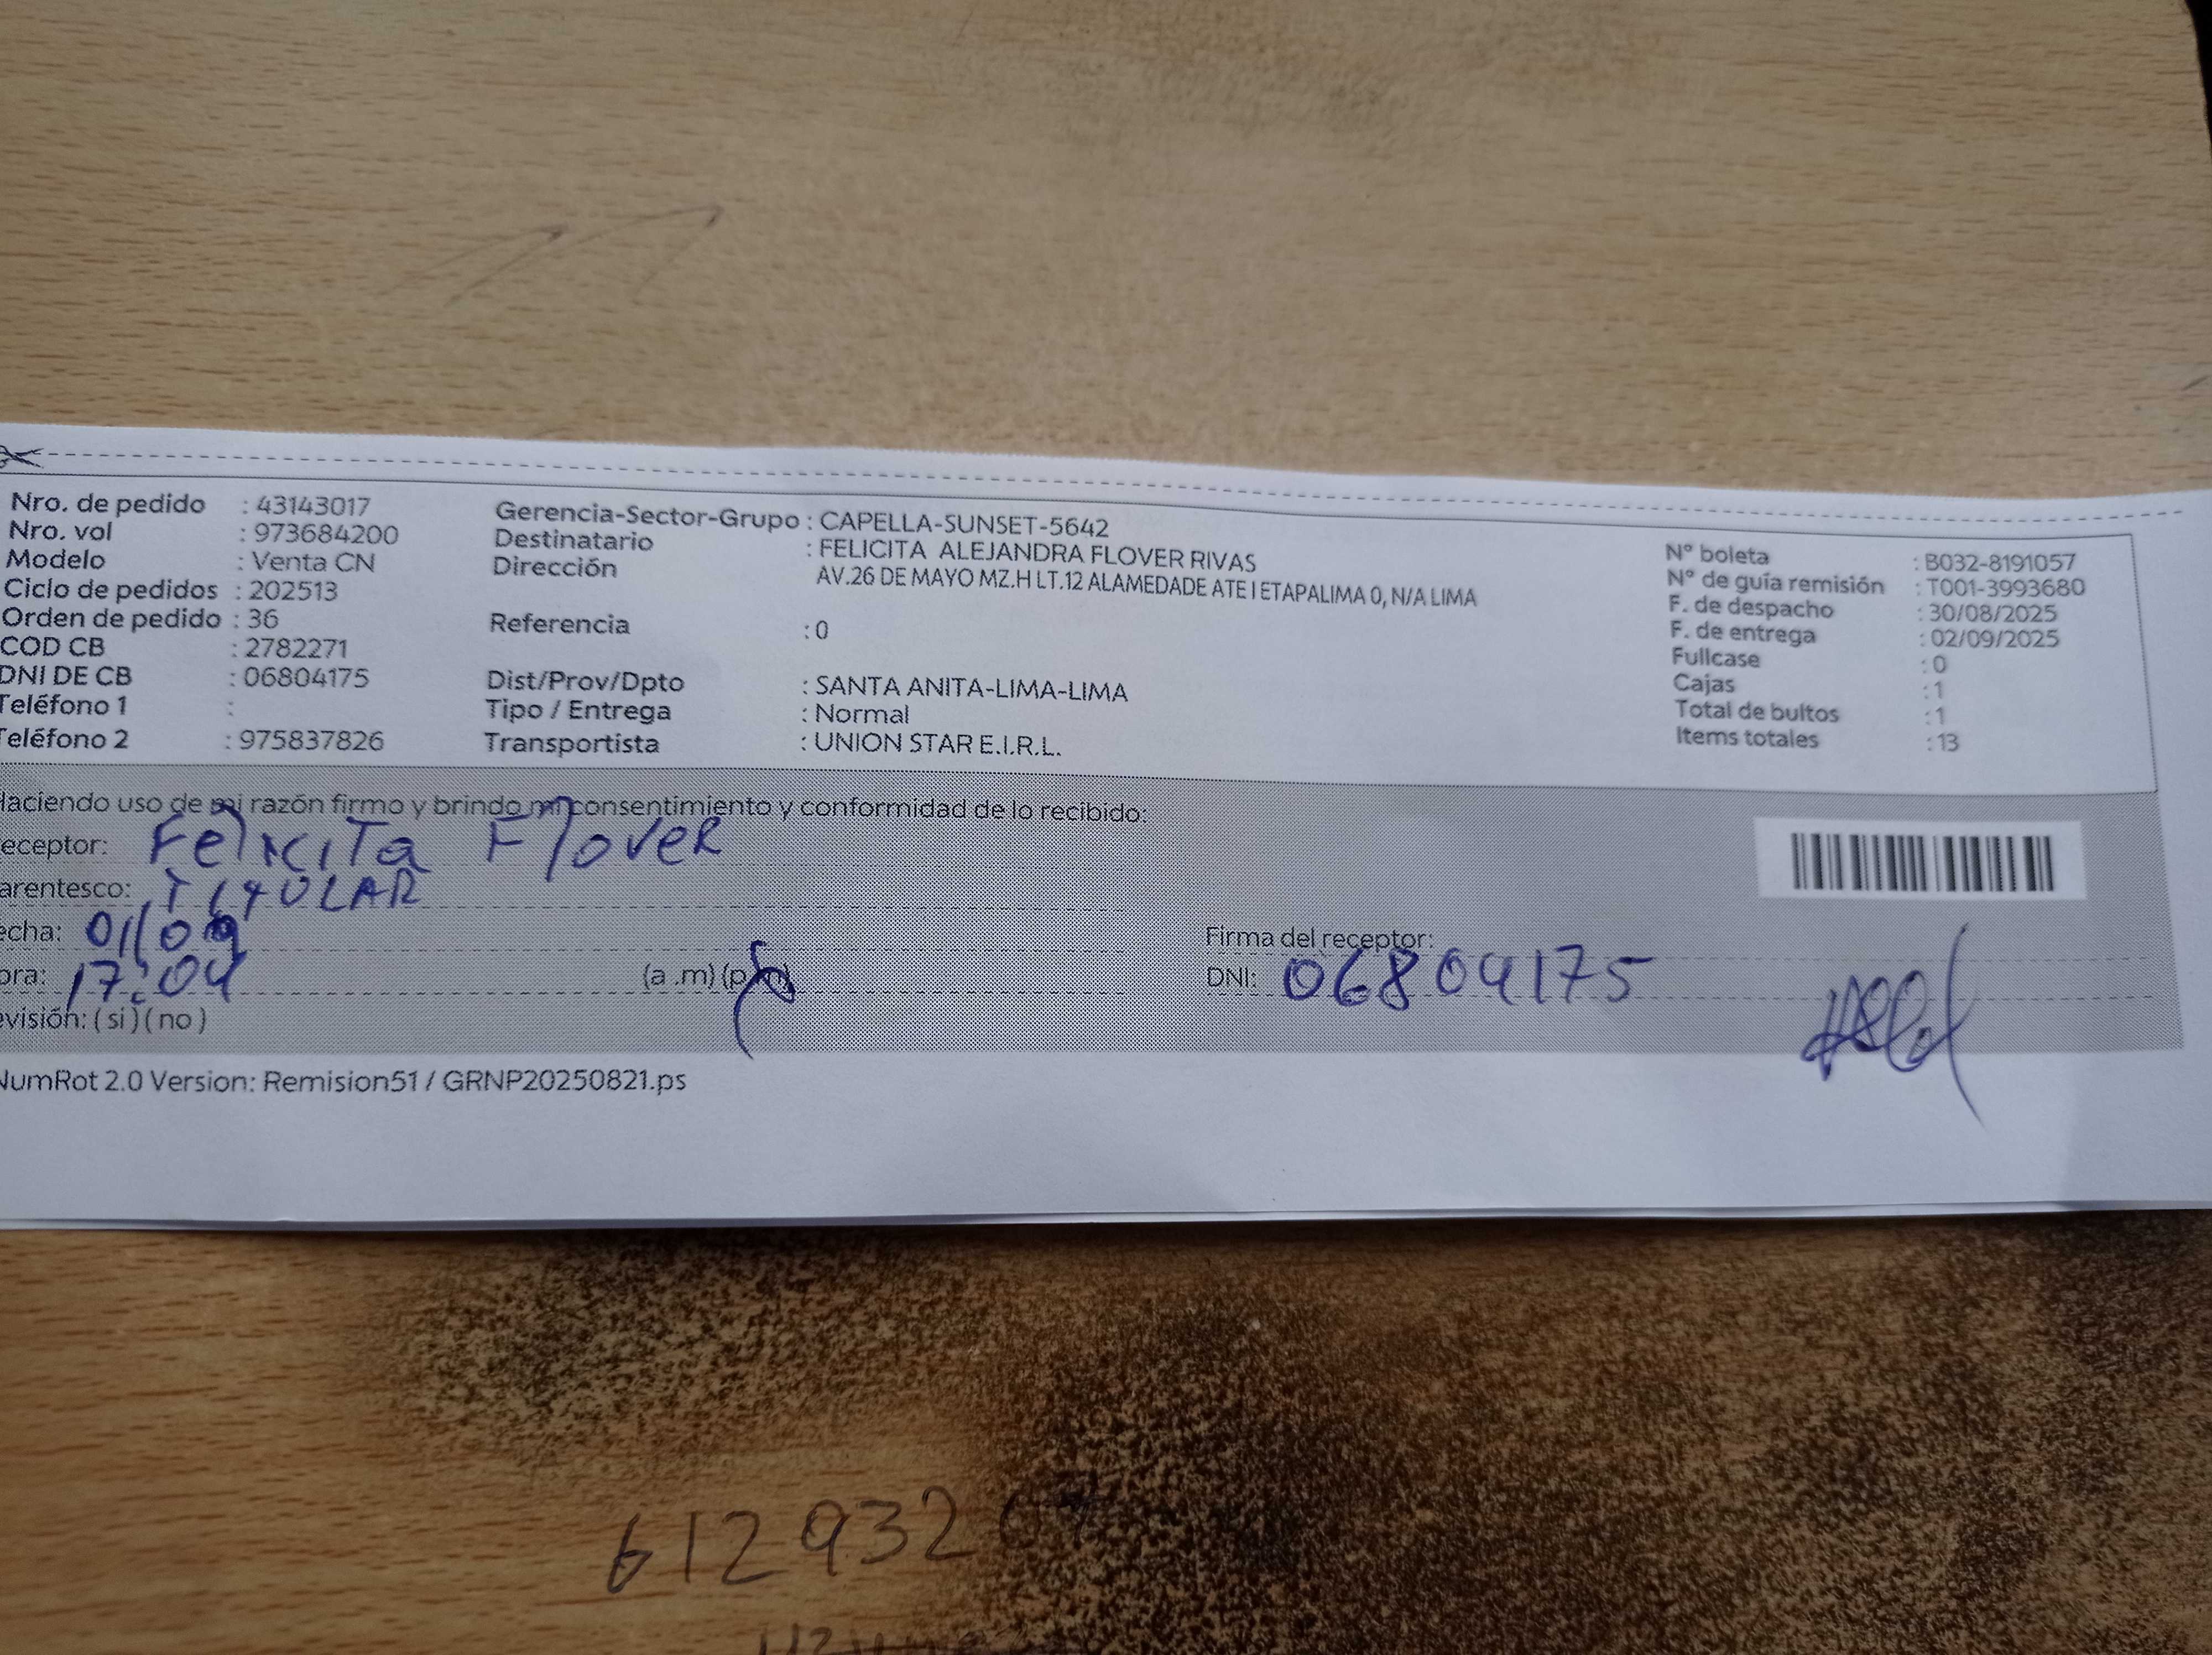 Nro. de pedido : 43143017
Nro. vol : 973684200
Modelo : Venta CN
Ciclo de pedidos : 202513
Orden de pedido : 36
COD CB : 2782271
DNI DE CB : 06804175
Teléfono 1 :
Teléfono 2 : 975837826
Gerencia-Sector-Grupo : CAPELLA-SUNSET-5642
Destinatario : FELICITA ALEJANDRA FLOVER RIVAS
Dirección AV.26 DE MAYO MZ.H LT.12 ALAMEDADE ATE I ETAPALIMA 0, N/A LIMA
Referencia : 0
Dist/Prov/Dpto : SANTA ANITA-LIMA-LIMA
Tipo / Entrega : Normal
Transportista : UNION STAR E.I.R.L.
N° boleta : B032-8191057
N° de guía remisión : T001-3993680
F. de despacho : 30/08/2025
F. de entrega : 02/09/2025
Fullcase : 0
Cajas : 1
Total de bultos : 1
Items totales : 13
Haciendo uso de mi razón firmo y brindo mi consentimiento y conformidad de lo recibido:
eceptor: FelicITa Flover
arentesco: TITULAR
echa: 01/09
ora: 17:04 (a .m) (p.m)
evisión: ( si ) ( no )
Firma del receptor:
DNI: 06804175
NumRot 2.0 Version: Remision51 / GRNP20250821.ps
6129320